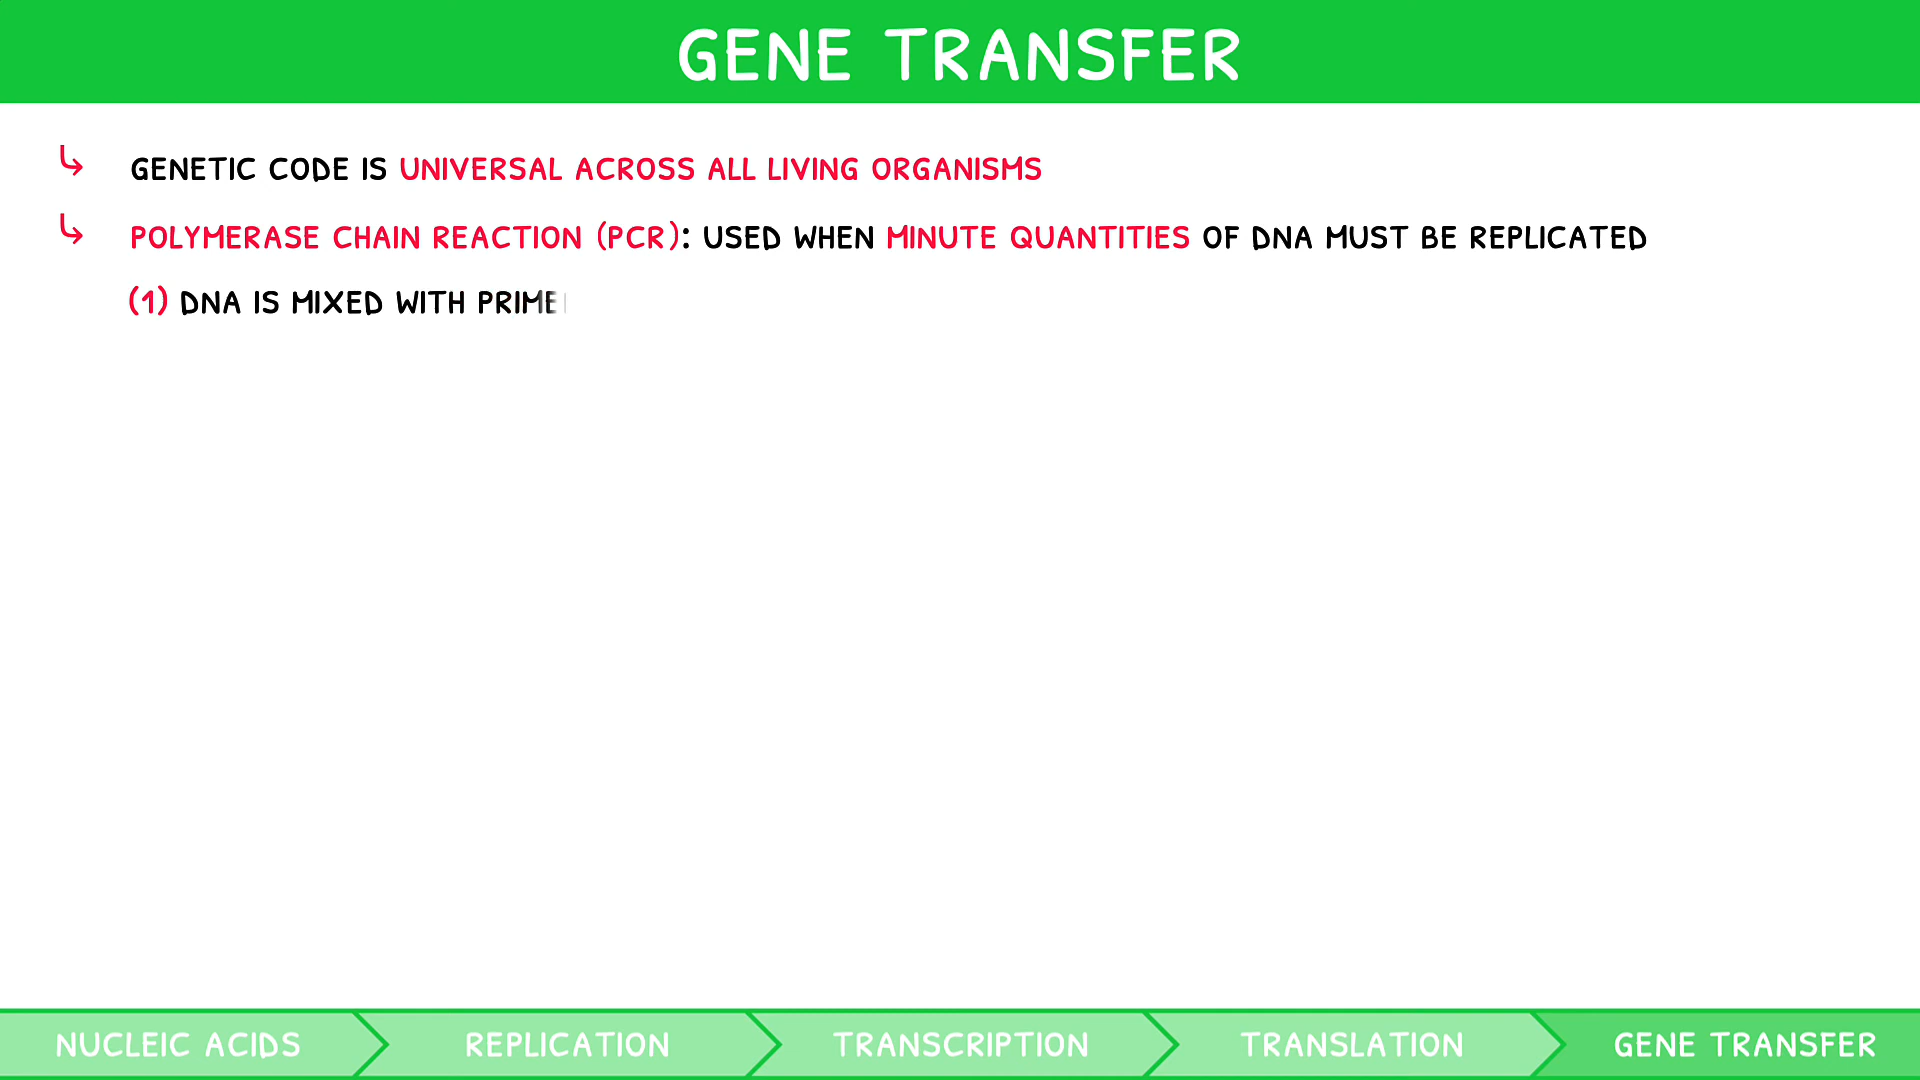 GENE TRANSFER
GENETIC CODE IS UNIVERSAL ACROSS ALL LIVING ORGANISMS
POLYMERASE CHAIN REACTION (PCR): USED WHEN MINUTE QUANTITIES OF DNA MUST BE REPLICATED
(1) DNA IS MIXED WITH PRIME
NUCLEIC ACIDS
REPLICATION
TRANSCRIPTION
TRANSLATION
GENE TRANSFER